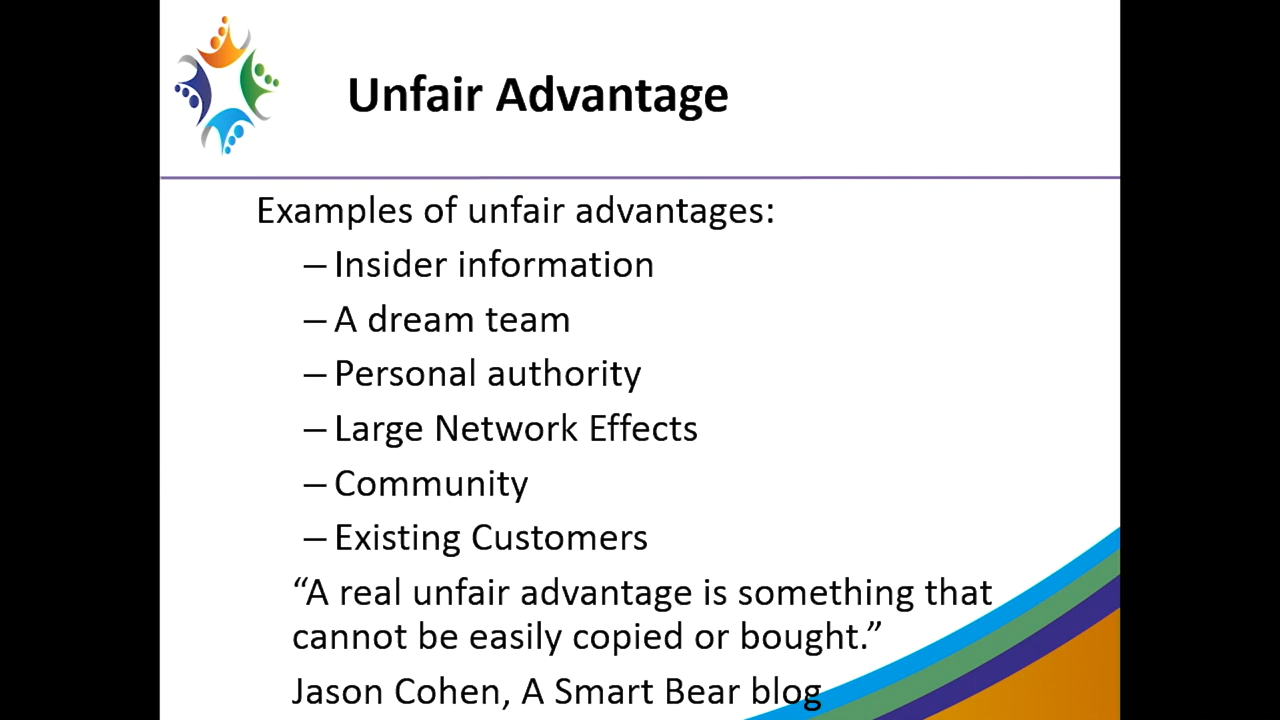 Unfair Advantage
Examples of unfair advantages:
– Insider information
– A dream team
– Personal authority
– Large Network Effects
– Community
– Existing Customers
“A real unfair advantage is something that
cannot be easily copied or bought.”
Jason Cohen, A Smart Bear blog